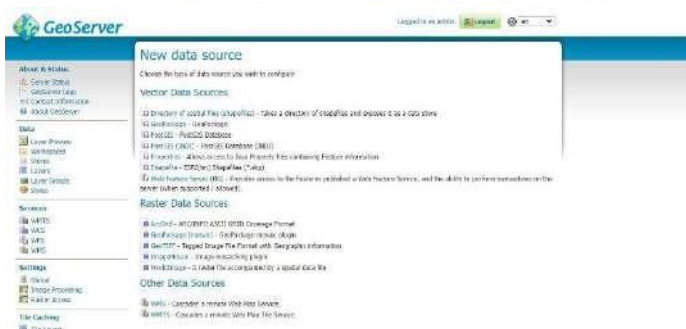 GeoServer
Logged in as admin.
Logout
en
About & Status
Server Status
GeoServer Logs
Contact Information
About GeoServer
Data
Layer Preview
Workspaces
Stores
Layers
Layer Groups
Styles
Services
WMTS
WCS
WFS
WMS
Settings
Global
Image Processing
Raster Access
Tile Caching
New data source
Choose the type of data source you wish to configure
Vector Data Sources
Directory of spatial files (shapefiles) - Takes a directory of shapefiles and exposes it as a data store
GeoPackage - GeoPackage
PostGIS - PostGIS Database
PostGIS (JNDI) - PostGIS Database (JNDI)
Properties - Allows access to Java Property files containing Feature information
Shapefile - ESRI(tm) Shapefiles (*.shp)
Web Feature Server (NG) - Provides access to the Features published a Web Feature Service, and the ability to perform transactions on the
server (when supported / allowed).
Raster Data Sources
ArcGrid - ARC/INFO ASCII GRID Coverage Format
GeoPackage (mosaic) - GeoPackage mosaic plugin
GeoTIFF - Tagged Image File Format with Geographic information
ImageMosaic - Image mosaicking plugin
WorldImage - A raster file accompanied by a spatial data file
Other Data Sources
WMS - Cascades a remote Web Map Service
WMTS - Cascades a remote Web Map Tile Service